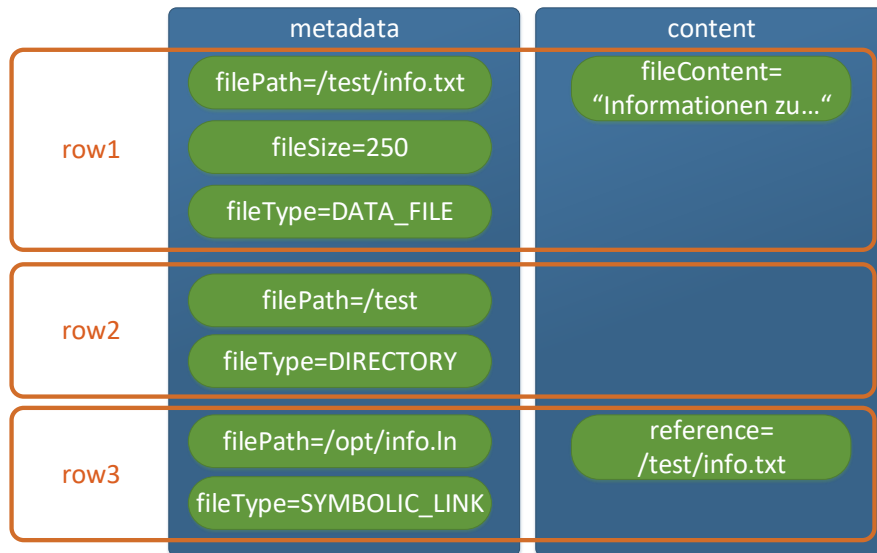 metadata
content
row1
filePath=/test/info.txt
fileSize=250
fileType=DATA_FILE
fileContent=
“Informationen zu…“
row2
filePath=/test
fileType=DIRECTORY
row3
filePath=/opt/info.ln
fileType=SYMBOLIC_LINK
reference=
/test/info.txt